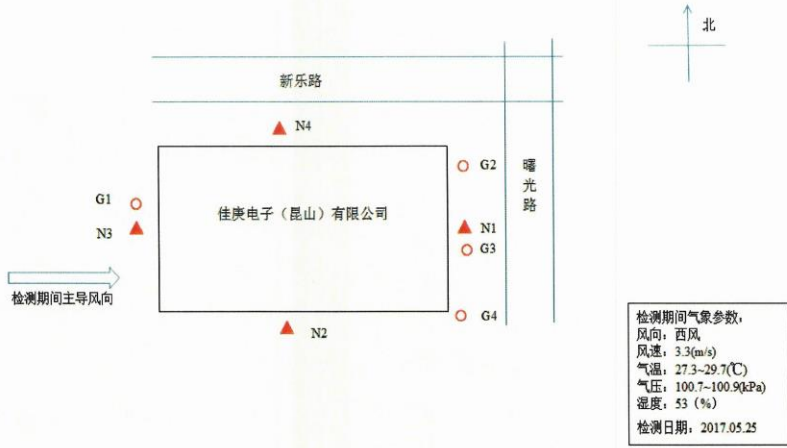 北
新乐路
N4
G2
曙光路
G1
佳庚电子（昆山）有限公司
N3
N1
G3
检测期间主导风向
G4
N2
检测期间气象参数：
风向：西风
风速：3.3(m/s)
气温：27.3~29.7(℃)
气压：100.7~100.9(kPa)
湿度：53（%）
检测日期：2017.05.25